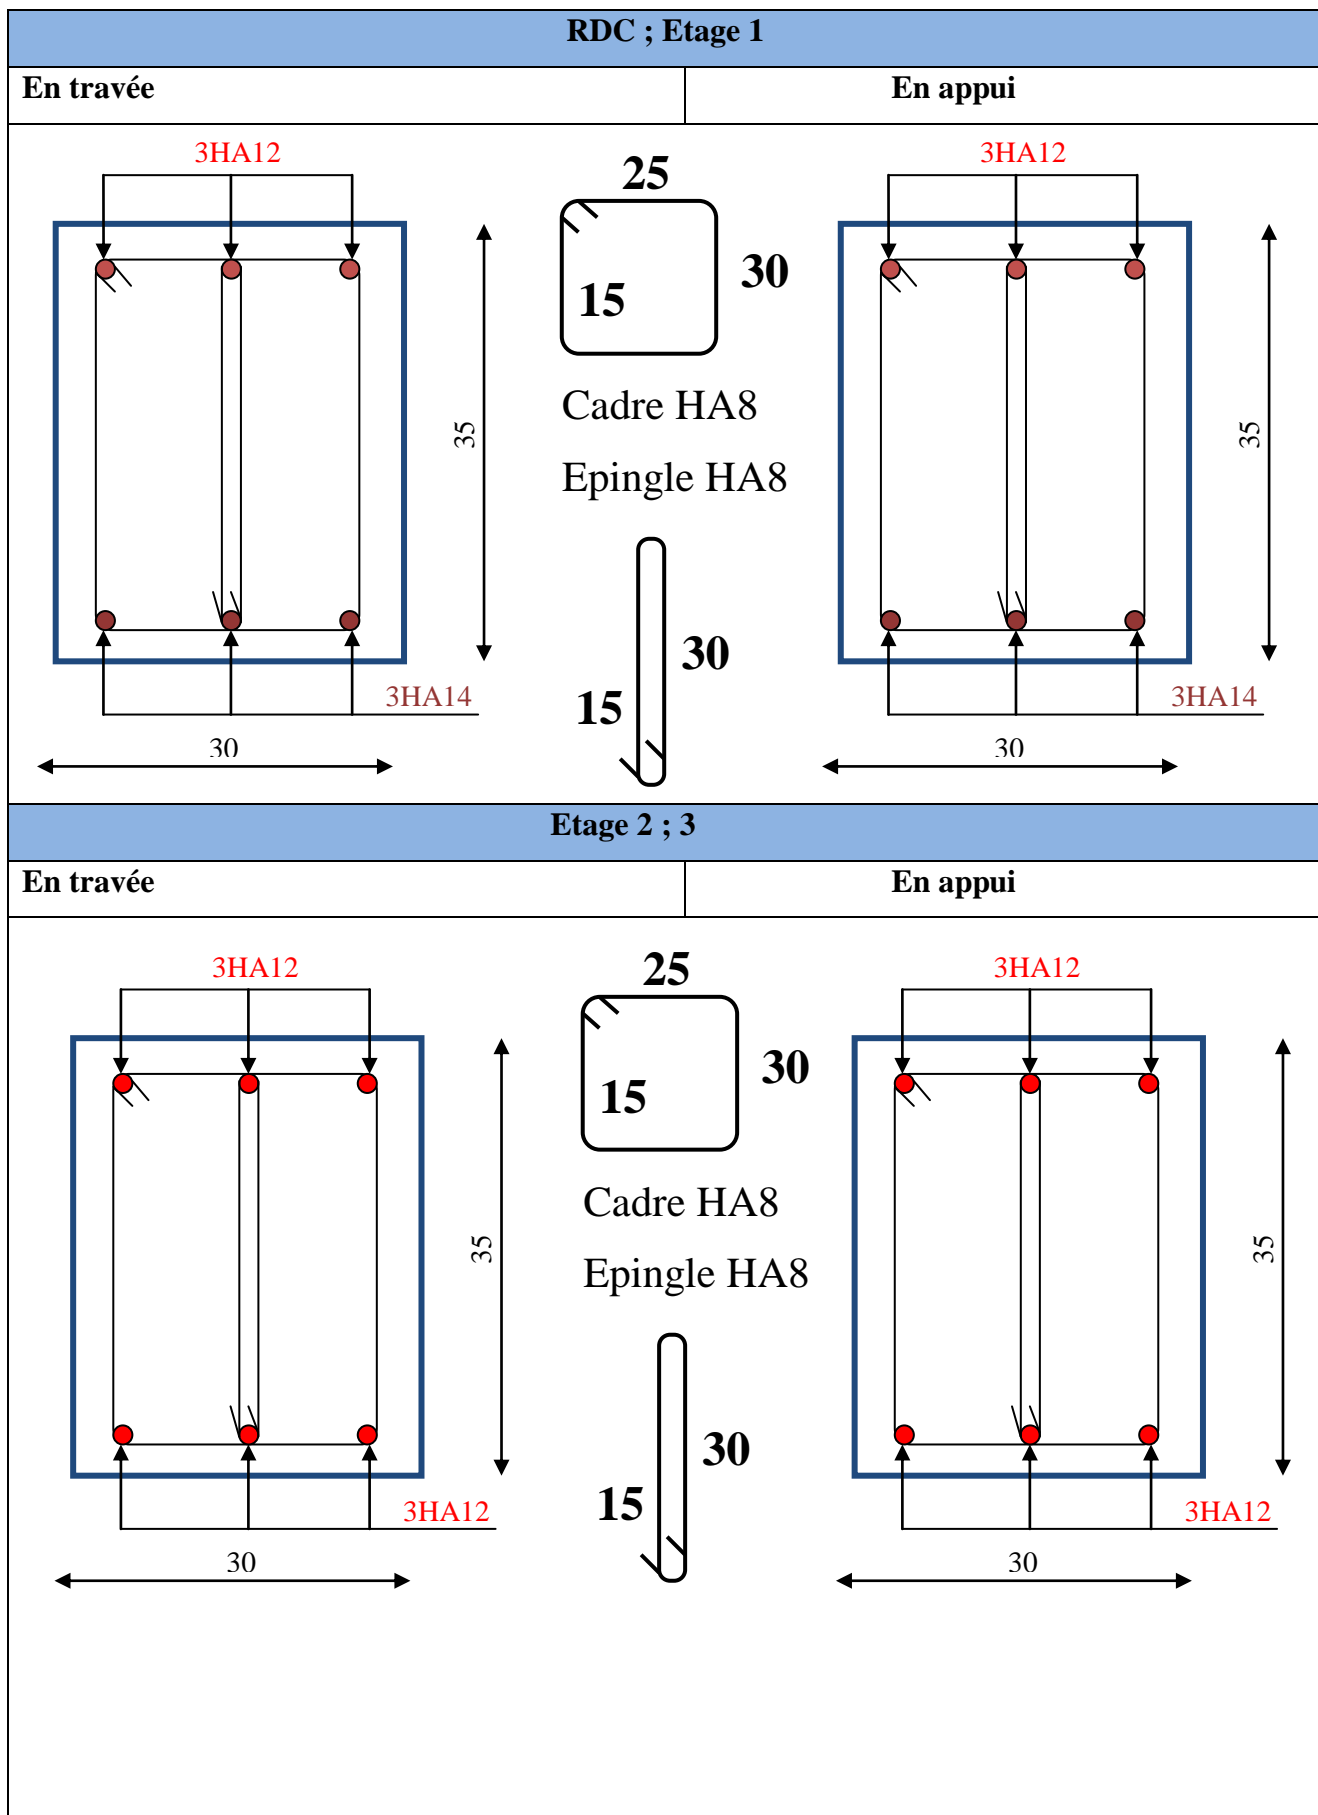 RDC ; Etage 1
En travée
En appui
3HA12
25
30
15
35
Cadre HA8
Epingle HA8
30
15
3HA14
30
3HA12
35
3HA14
30
Etage 2 ; 3
En travée
En appui
3HA12
25
30
15
35
Cadre HA8
Epingle HA8
30
15
3HA12
30
3HA12
35
3HA12
30